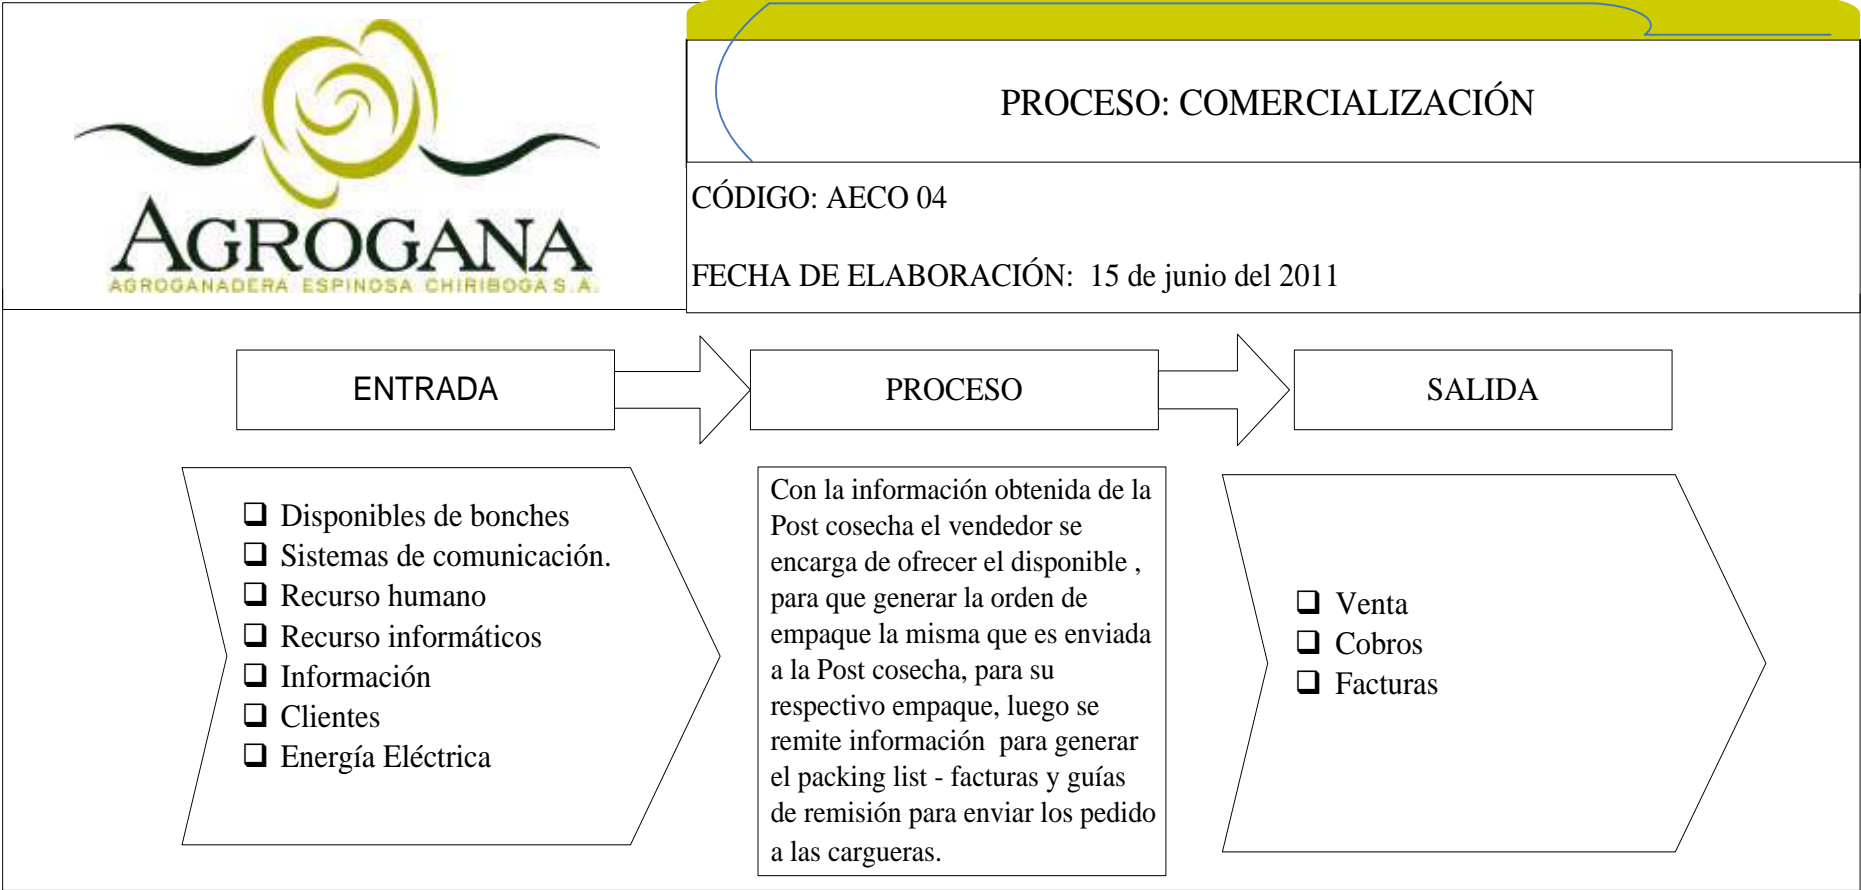 AGROGANA
AGROGANADERA ESPINOSA CHIRIBOGA S.A.
PROCESO: COMERCIALIZACIÓN
CÓDIGO: AECO 04
FECHA DE ELABORACIÓN: 15 de junio del 2011
ENTRADA
PROCESO
SALIDA
Disponibles de bonches
Sistemas de comunicación.
Recurso humano
Recurso informáticos
Información
Clientes
Energía Eléctrica
Con la información obtenida de la
Post cosecha el vendedor se
encarga de ofrecer el disponible ,
para que generar la orden de
empaque la misma que es enviada
a la Post cosecha, para su
respectivo empaque, luego se
remite información para generar
el packing list - facturas y guías
de remisión para enviar los pedido
a las cargueras.
Venta
Cobros
Facturas